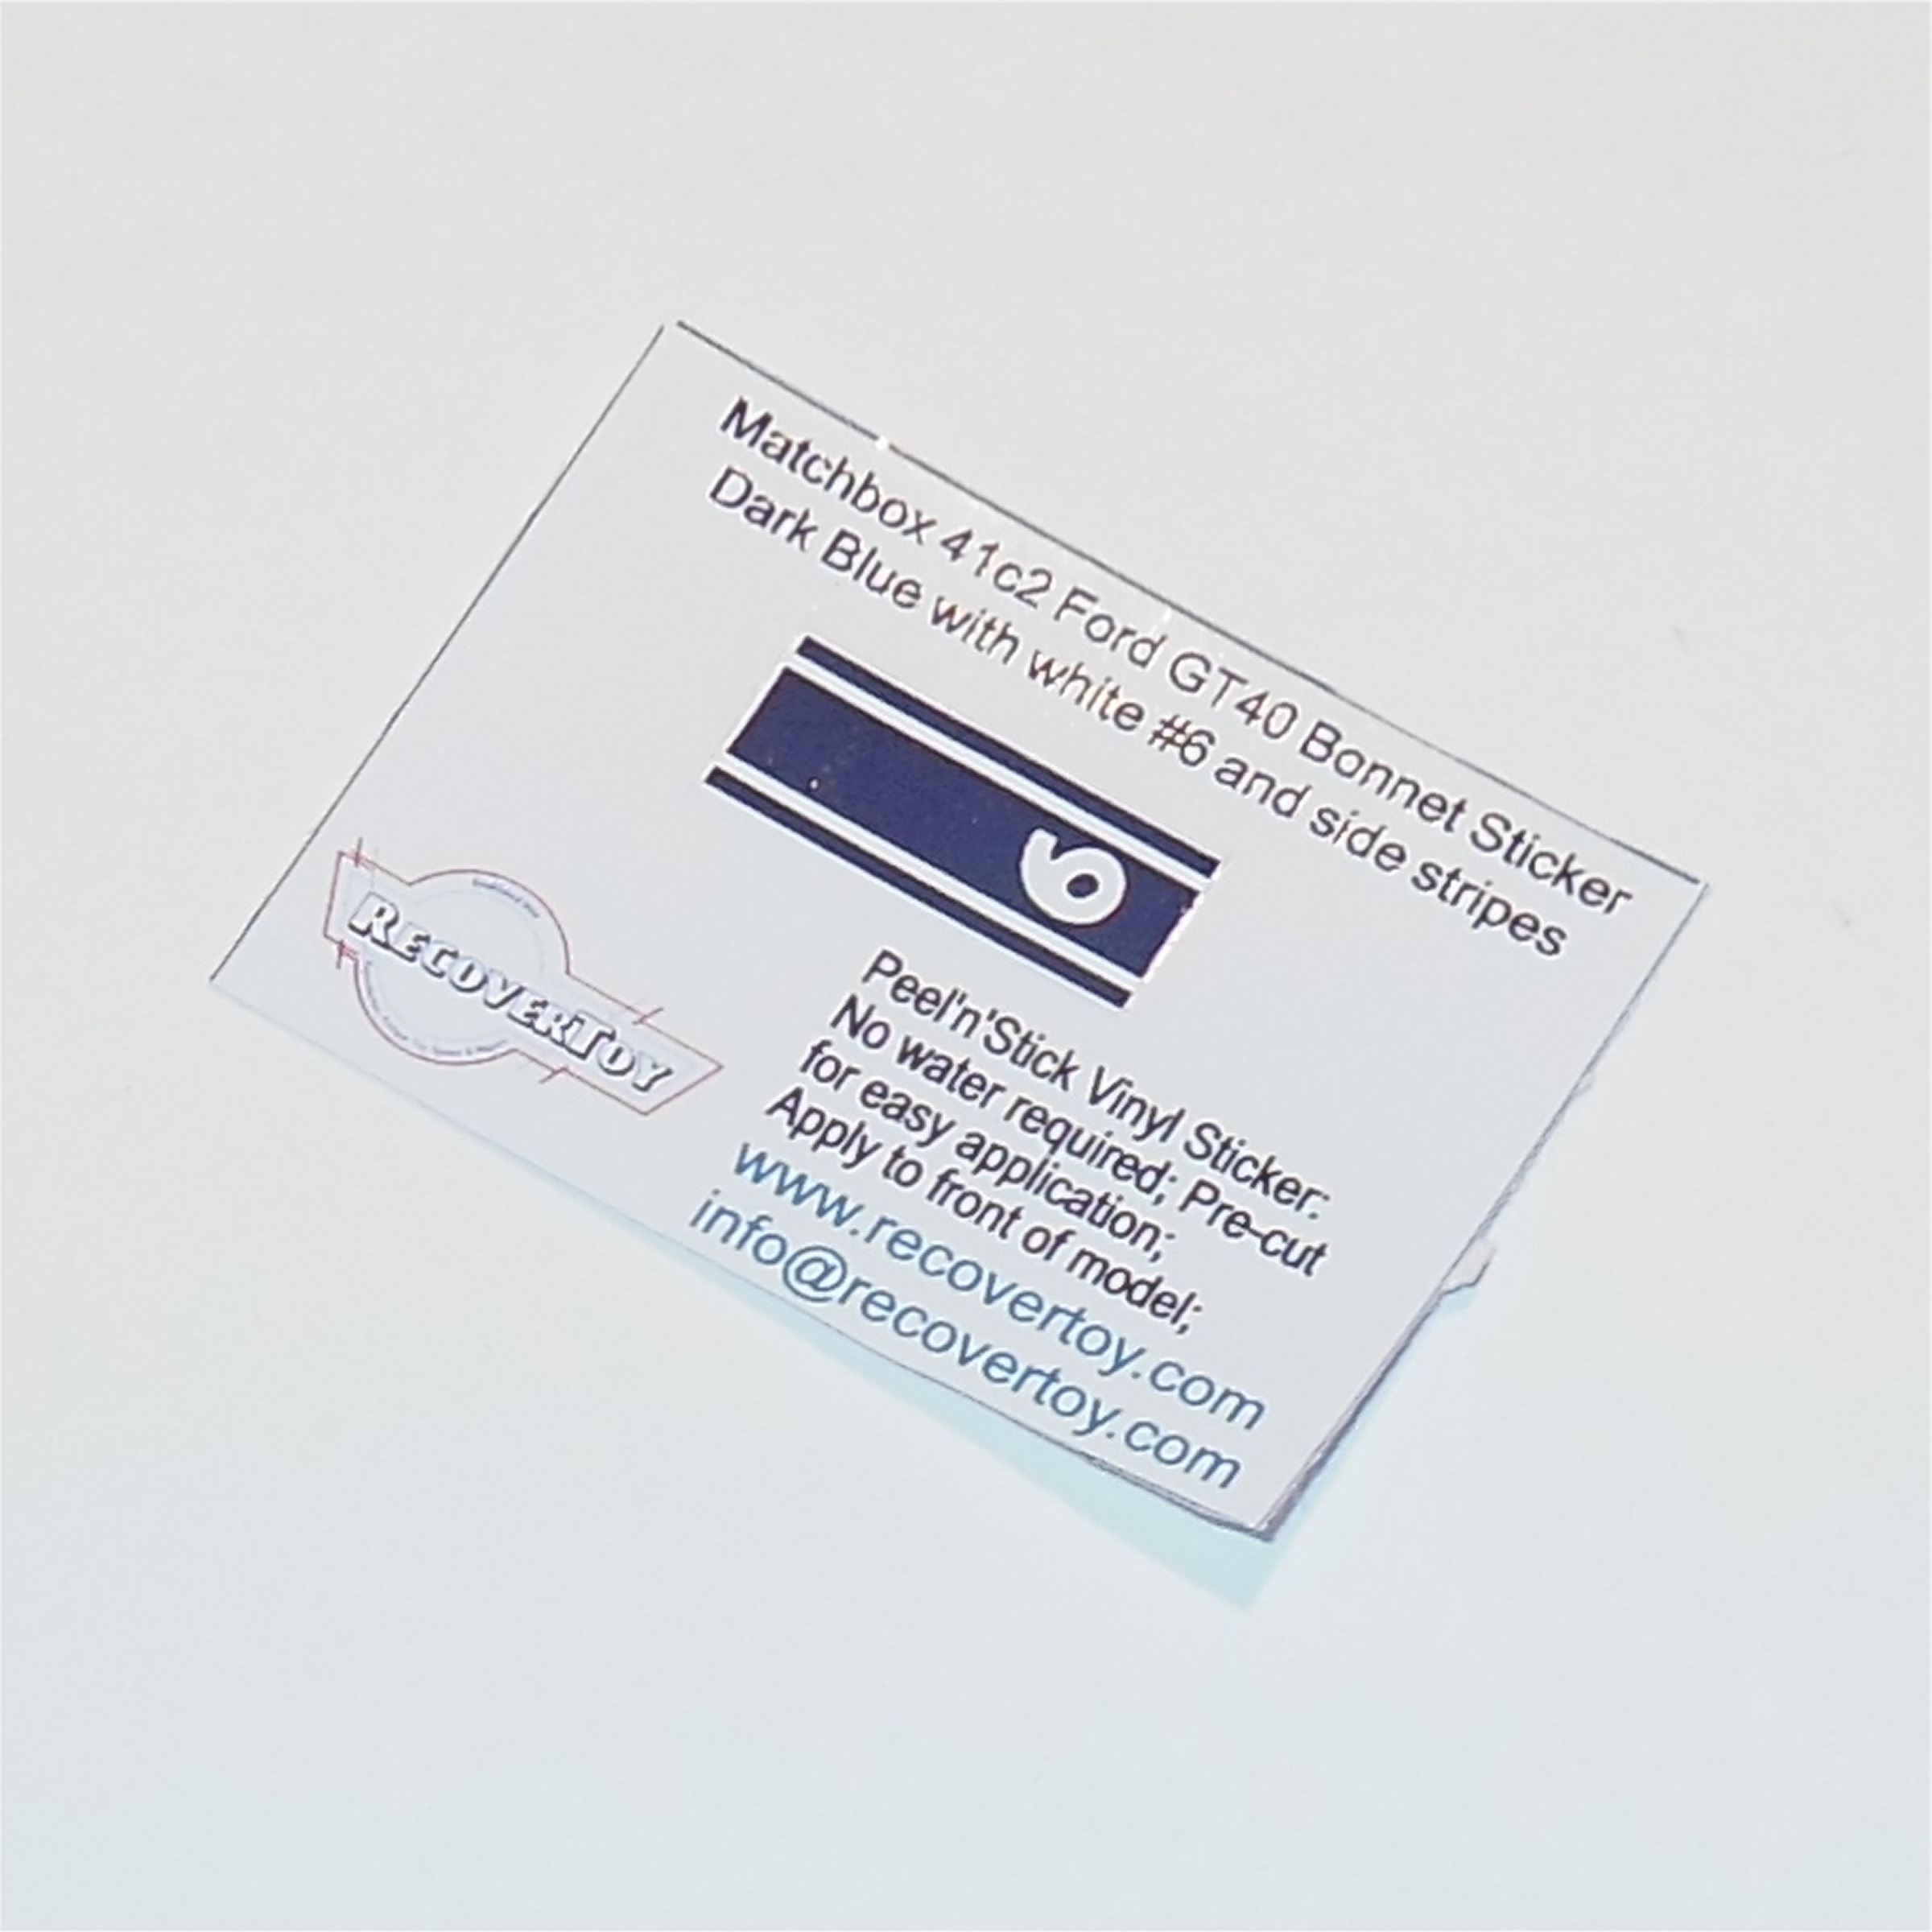 Matchbox 41c2 Ford GT40 Bonnet Sticker
Dark Blue with white #6 and side stripes
6
RECOVERTOY
Peel'n'Stick Vinyl Sticker:
No water required; Pre-cut
for easy application;
Apply to front of model;
www.recovertoy.com
info@recovertoy.com